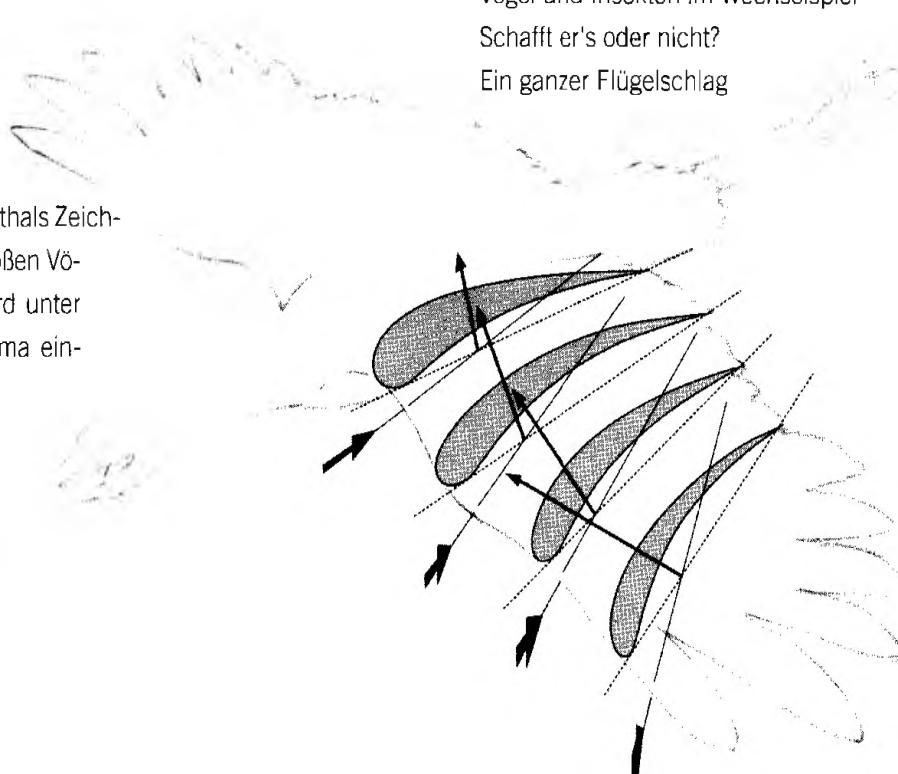 Vögel und Insekten im Wechselspiel
Schafft er's oder nicht?
Ein ganzer Flügelschlag
thals Zeich-
oßen Vö-
rd unter
ma ein-